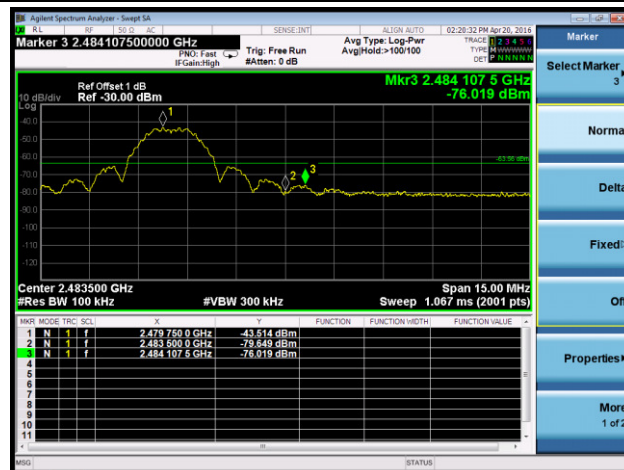 Agilent Spectrum Analyzer - Swept SA
RL RF 50 Ω AC SENSE:INT ALIGN AUTO 02:20:32 PM Apr 20, 2016
Marker 3 2.484107500000 GHz
PNO: Fast
IFGain:High
Trig: Free Run
#Atten: 0 dB
Avg Type: Log-Pwr
Avg|Hold:>100/100
TRACE 1 2 3 4 5 6
TYPE MWWWWW
DET P N N N N N
Ref Offset 1 dB
10 dB/div Ref -30.00 dBm
Log
Mkr3 2.484 107 5 GHz
-76.019 dBm
1
-40.0
-50.0
-60.0
-63.56 dBm
-70.0
2 3
-80.0
-90.0
-100
-110
-120
Center 2.483500 GHz Span 15.00 MHz
#Res BW 100 kHz #VBW 300 kHz Sweep 1.067 ms (2001 pts)
MKR MODE TRC SCL X Y FUNCTION FUNCTION WIDTH FUNCTION VALUE
1 N 1 f 2.479 750 0 GHz -43.514 dBm
2 N 1 f 2.483 500 0 GHz -79.649 dBm
3 N 1 f 2.484 107 5 GHz -76.019 dBm
4
5
6
7
8
9
10
11
MSG STATUS
Marker
Select Marker
3
Norma
Delta
Fixed
Of
Properties
More
1 of 2